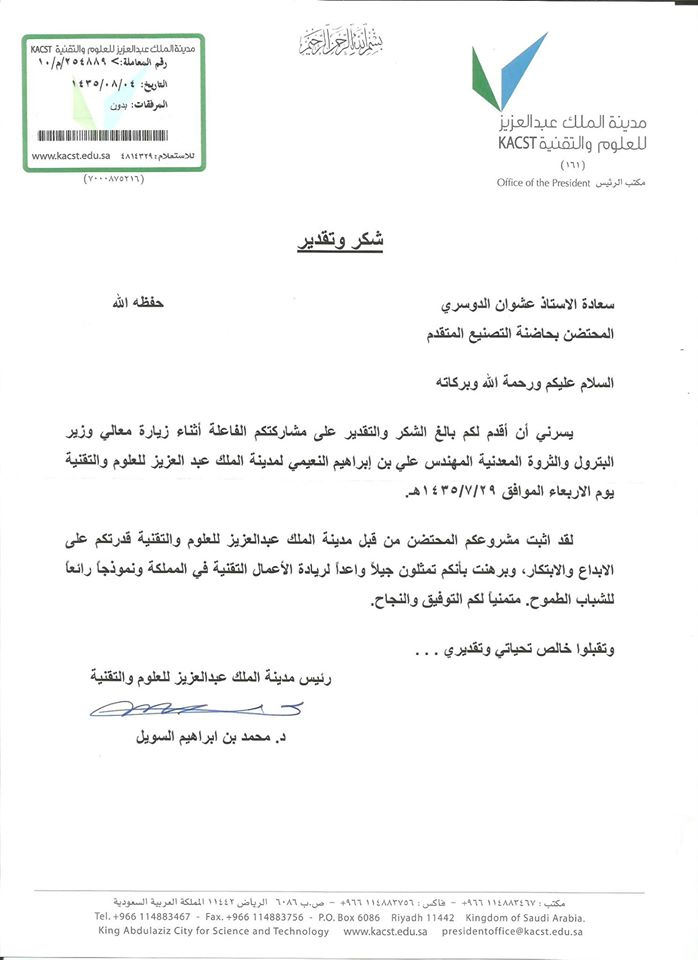 بسم الله الرحمن الرحيم
مدينة الملك عبدالعزيز
للعلوم والتقنية KACST
(١٦١)
مكتب الرئيس Office of the President
مدينة الملك عبدالعزيز للعلوم والتقنية KACST
رقم المعاملة:> ١٠/م/٢٥٤٨٨٩
التاريخ: ١٤٣٥/٠٨/٠٤
المرفقات: بدون
للاستعلام: ٤٨١٤٣٢٩ www.kacst.edu.sa
(٧٠٠٠٨٧٥٢١٦)
شكر وتقدير
سعادة الاستاذ عشوان الدوسري حفظه الله
المحتضن بحاضنة التصنيع المتقدم
السلام عليكم ورحمة الله وبركاته
يسرني أن أقدم لكم بالغ الشكر والتقدير على مشاركتكم الفاعلة أثناء زيارة معالي وزير
البترول والثروة المعدنية المهندس علي بن إبراهيم النعيمي لمدينة الملك عبد العزيز للعلوم والتقنية
يوم الاربعاء الموافق ١٤٣٥/٧/٢٩هـ.
لقد اثبت مشروعكم المحتضن من قبل مدينة الملك عبدالعزيز للعلوم والتقنية قدرتكم على
الابداع والابتكار، وبرهنت بأنكم تمثلون جيلاً واعداً لريادة الأعمال التقنية في المملكة ونموذجاً رائعاً
للشباب الطموح. متمنياً لكم التوفيق والنجاح.
وتقبلوا خالص تحياتي وتقديري . . .
رئيس مدينة الملك عبدالعزيز للعلوم والتقنية
د. محمد بن ابراهيم السويل
مكتب : ١١٤٨٨٣٤٦٧ ٩٦٦+ - فاكس : ١١٤٨٨٣٧٥٦ ٩٦٦+ - ص.ب ٦٠٨٦ الرياض ١١٤٤٢ المملكة العربية السعودية
Tel. +966 114883467 - Fax. +966 114883756 - P.O. Box 6086 Riyadh 11442 Kingdom of Saudi Arabia.
King Abdulaziz City for Science and Technology www.kacst.edu.sa presidentoffice@kacst.edu.sa